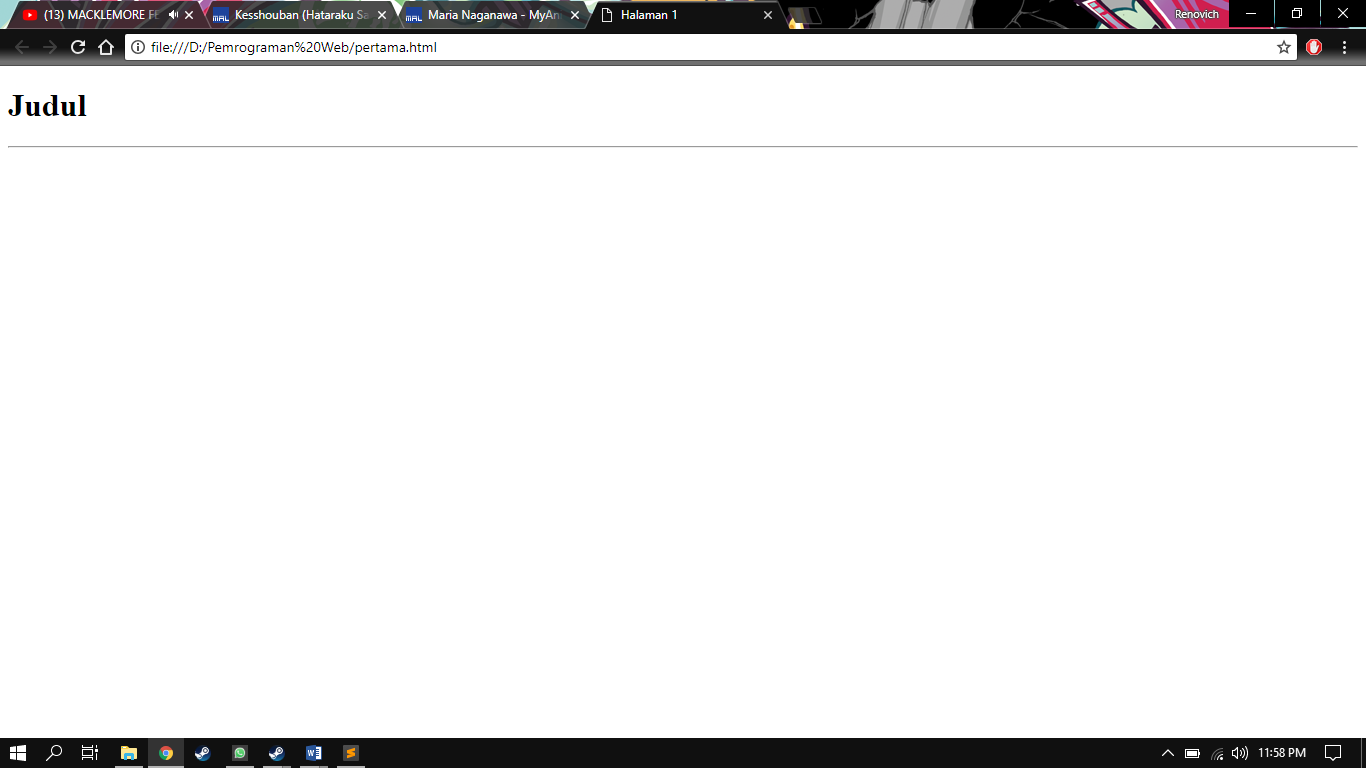 (13) MACKLEMORE FE
Kesshouban (Hataraku Sa
Maria Naganawa - MyAn
Halaman 1
Renovich
file:///D:/Pemrograman%20Web/pertama.html
Judul
11:58 PM